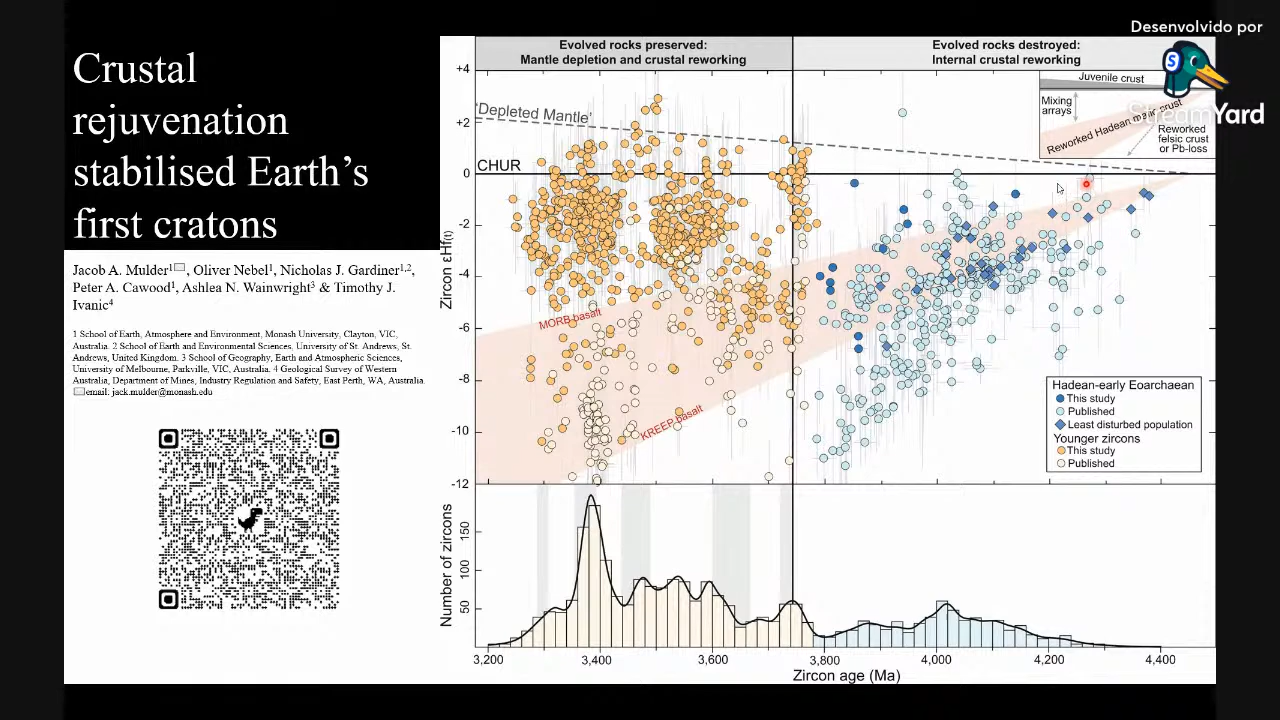 Desenvolvido por
StreamYard
Crustal
rejuvenation
stabilised Earth’s
first cratons
Jacob A. Mulder1, Oliver Nebel1, Nicholas J. Gardiner1,2,
Peter A. Cawood1, Ashlea N. Wainwright3 & Timothy J.
Ivanic4
1 School of Earth, Atmosphere and Environment, Monash University, Clayton, VIC,
Australia. 2 School of Earth and Environmental Sciences, University of St. Andrews, St.
Andrews, United Kingdom. 3 School of Geography, Earth and Atmospheric Sciences,
University of Melbourne, Parkville, VIC, Australia. 4 Geological Survey of Western
Australia, Department of Mines, Industry Regulation and Safety, East Perth, WA, Australia.
email: jack.mulder@monash.edu
Evolved rocks preserved:
Mantle depletion and crustal reworking
Evolved rocks destroyed:
Internal crustal reworking
+4
+2
0
-2
-4
-6
-8
-10
-12
Zircon εHf(t)
'Depleted Mantle'
CHUR
MORB basalt
KREEP basalt
Juvenile crust
Mixing
arrays
Reworked Hadean mafic crust
Reworked
felsic crust
or Pb-loss
Hadean-early Eoarchaean
This study
Published
Least disturbed population
Younger zircons
This study
Published
150
100
50
Number of zircons
3,200
3,400
3,600
3,800
4,000
4,200
4,400
Zircon age (Ma)